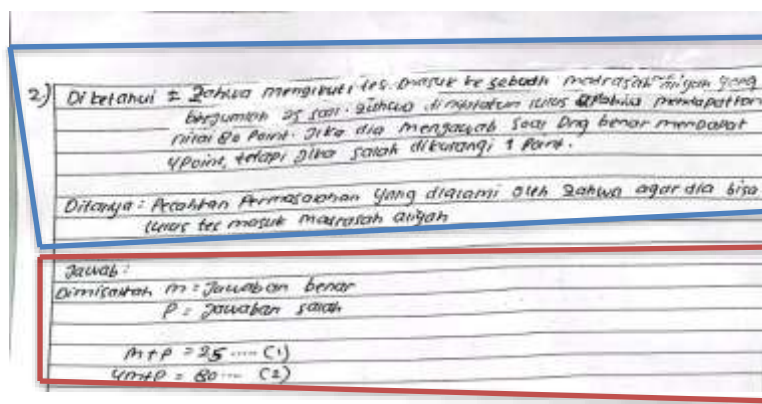 2) Diketahui : Zahwa mengikuti tes masuk ke sebuah madrasah aliyah yang
berjumlah 25 soal. Zahwa dinyatakan lulus apabila mendapatkan
nilai 80 Point. Jika dia menjawab soal Dng benar mendapat
4 Point, tetapi jika salah dikurangi 1 Point.
Ditanya : Pecahkan Permasalahan yang dialami oleh Zahwa agar dia bisa
lulus tes masuk madrasah aliyah
Jawab :
Dimisalkan m = Jawaban benar
P = Jawaban salah
m+P = 25 .... (1)
4m+P = 80 ... (2)